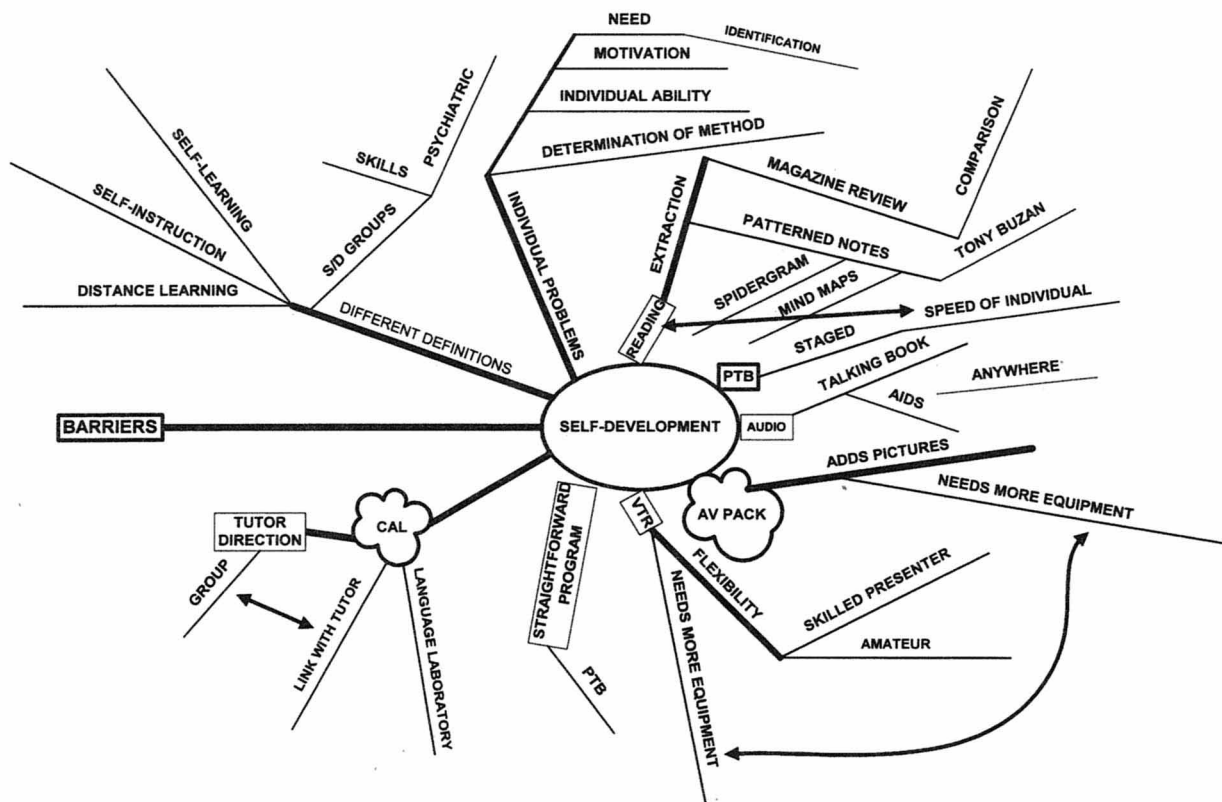 NEED
IDENTIFICATION
MOTIVATION
INDIVIDUAL ABILITY
DETERMINATION OF METHOD
INDIVIDUAL PROBLEMS
PSYCHIATRIC
SKILLS
S/D GROUPS
SELF-LEARNING
SELF-INSTRUCTION
DISTANCE LEARNING
DIFFERENT DEFINITIONS
EXTRACTION
MAGAZINE REVIEW
COMPARISON
PATTERNED NOTES
TONY BUZAN
SPIDERGRAM
MIND MAPS
READING
SPEED OF INDIVIDUAL
STAGED
PTB
TALKING BOOK
ANYWHERE
AIDS
AUDIO
SELF-DEVELOPMENT
BARRIERS
ADDS PICTURES
NEEDS MORE EQUIPMENT
AV PACK
VTR
FLEXIBILITY
SKILLED PRESENTER
AMATEUR
NEEDS MORE EQUIPMENT
STRAIGHTFORWARD
PROGRAM
PTB
CAL
TUTOR
DIRECTION
GROUP
LINK WITH TUTOR
LANGUAGE LABORATORY